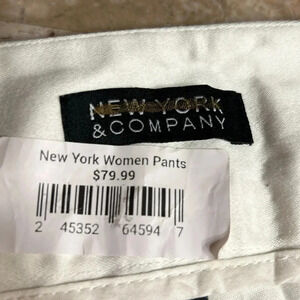 NEW YORK
& COMPANY
New York Women Pants
$79.99
2 45352 64594 7